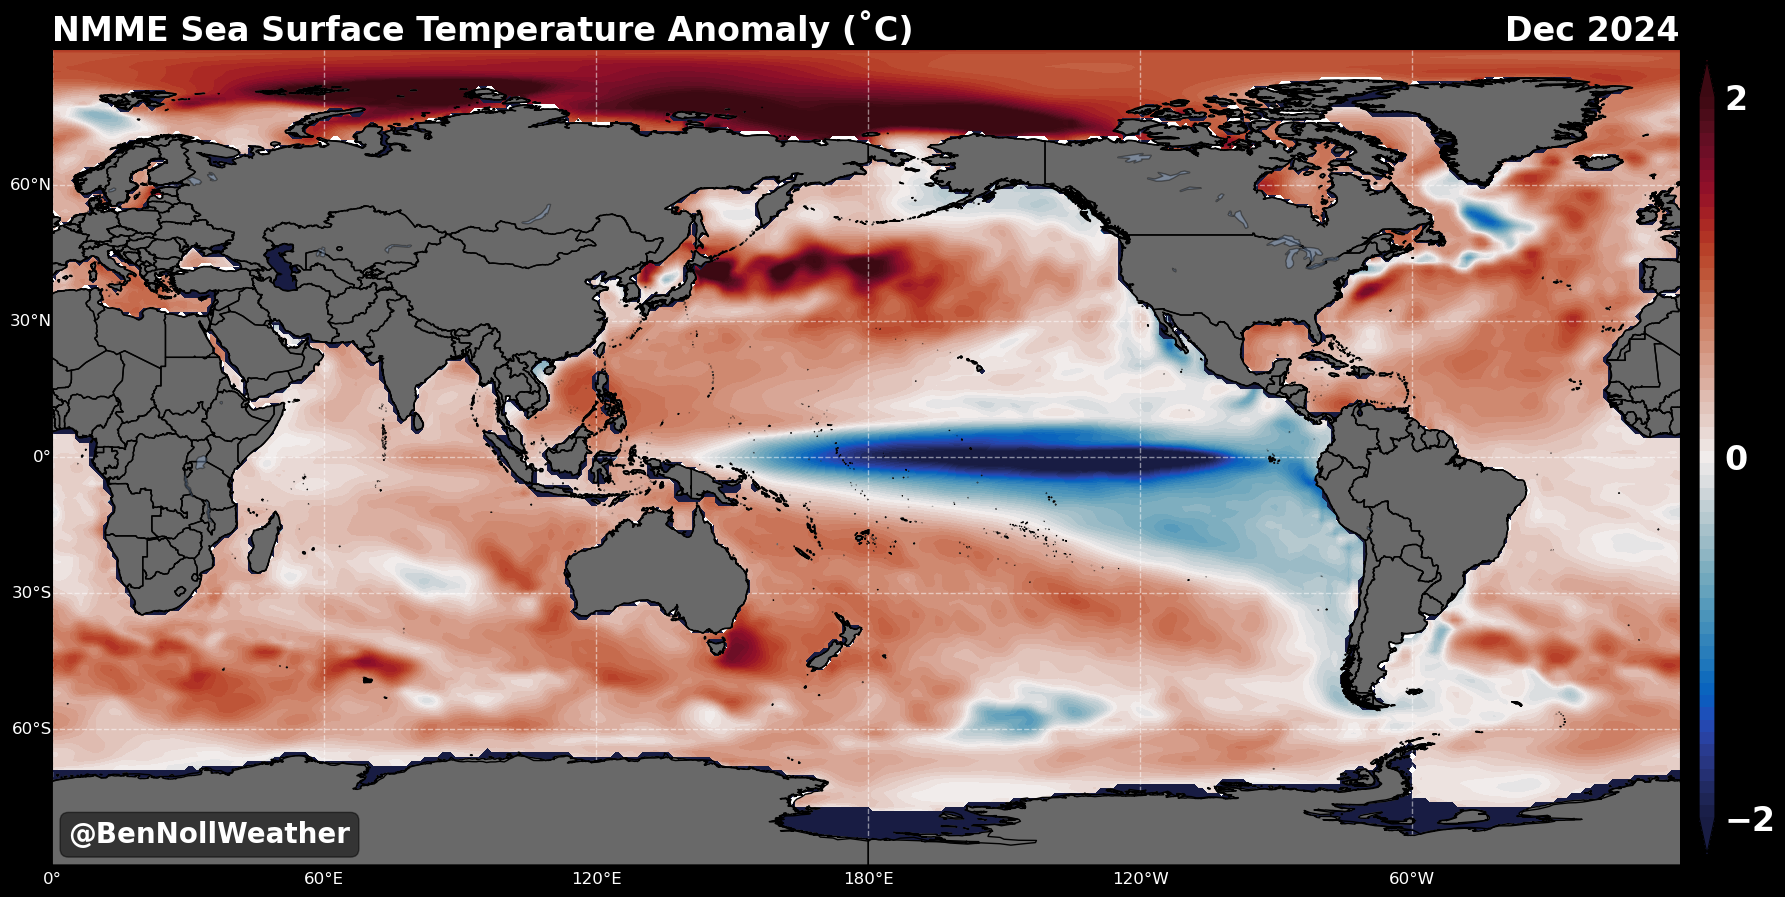 NMME Sea Surface Temperature Anomaly (˚C) Dec 2024
2
60°N
30°N
0°
0
30°S
60°S
−2
@BenNollWeather
0° 60°E 120°E 180°E 120°W 60°W